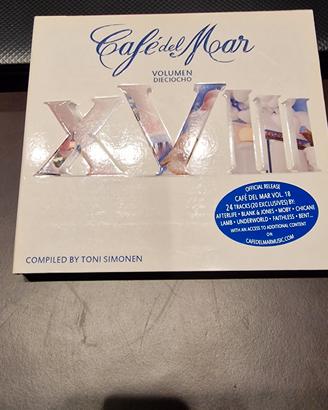 Café del Mar
VOLUMEN
DIECIOCHO
XVIII
OFFICIAL RELEASE
CAFÉ DEL MAR VOL. 18
24 TRACKS (20 EXCLUSIVES) BY:
AFTERLIFE • BLANK & JONES • MOBY • CHICANE
LAMB • UNDERWORLD • FAITHLESS • BENT...
WITH AN ACCESS TO ADDITIONAL CONTENT
ON
CAFEDELMARMUSIC.COM
COMPILED BY TONI SIMONEN